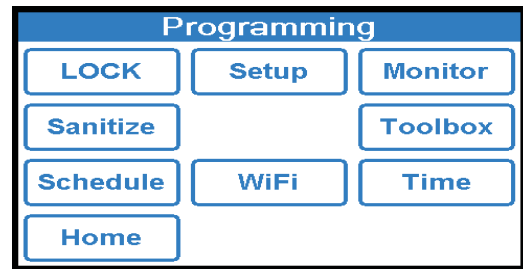 Programming
LOCK Setup Monitor
Sanitize Toolbox
Schedule WiFi Time
Home